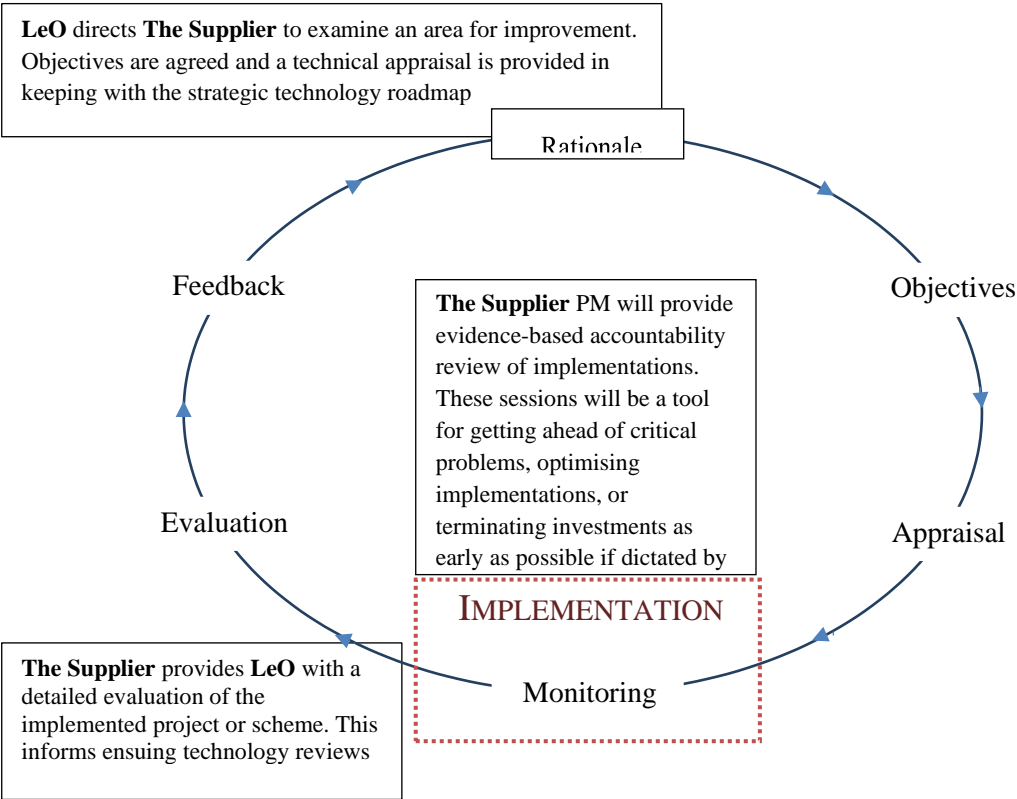 LeO directs The Supplier to examine an area for improvement.
Objectives are agreed and a technical appraisal is provided in
keeping with the strategic technology roadmap
Rationale
Feedback
Objectives
The Supplier PM will provide
evidence-based accountability
review of implementations.
These sessions will be a tool
for getting ahead of critical
problems, optimising
implementations, or
terminating investments as
early as possible if dictated by
Evaluation
Appraisal
IMPLEMENTATION
Monitoring
The Supplier provides LeO with a
detailed evaluation of the
implemented project or scheme. This
informs ensuing technology reviews